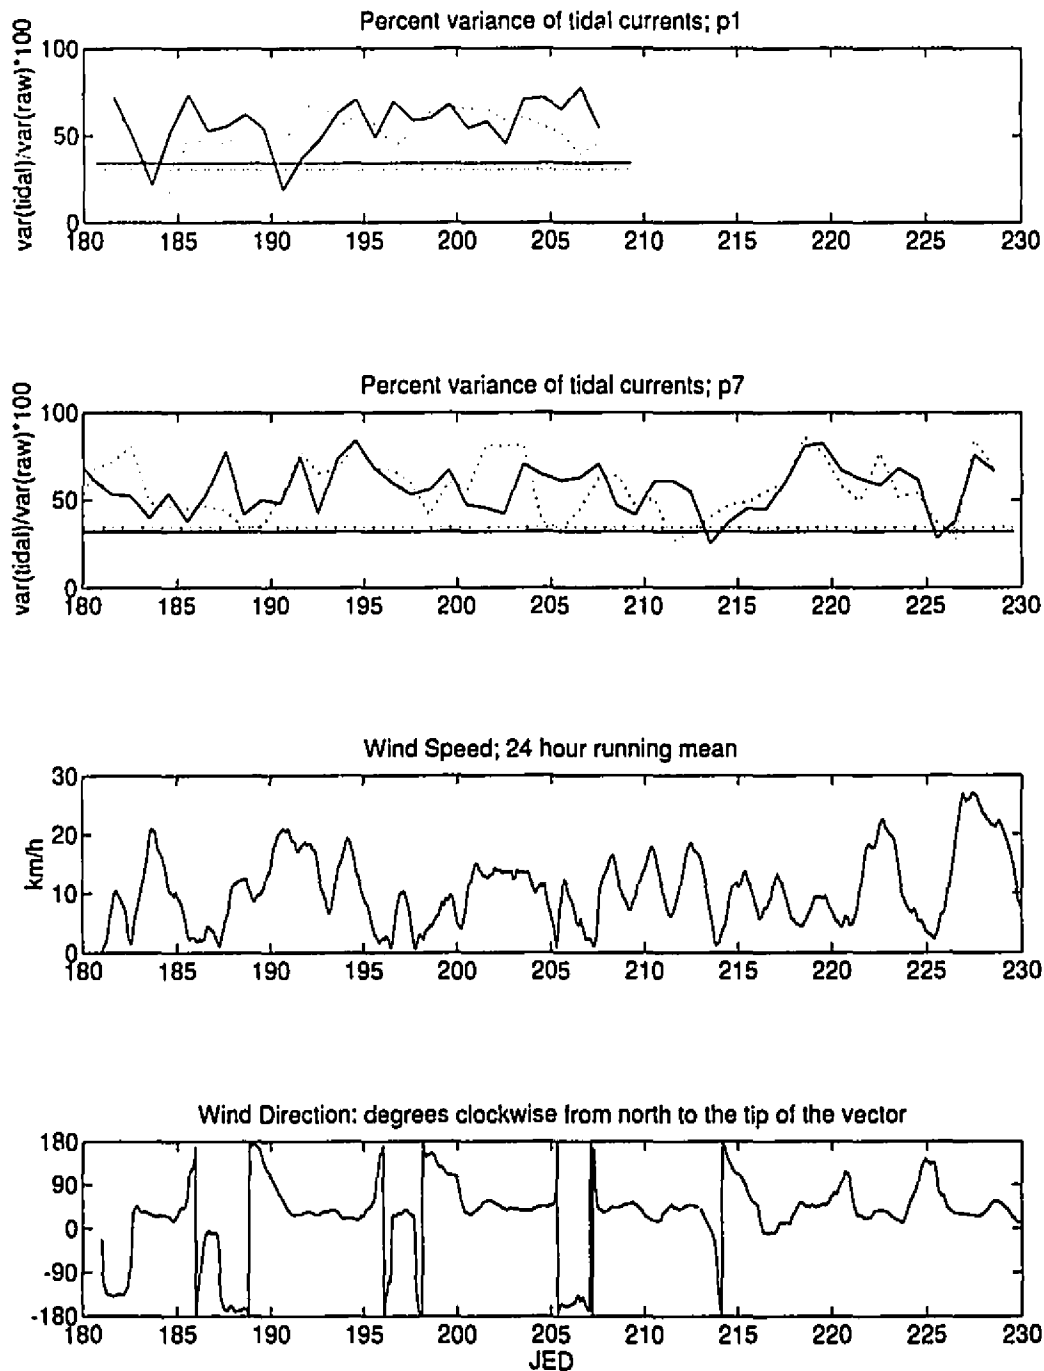 Percent variance of tidal currents; p1
var(tidal)/var(raw)*100
100
50
0
180 185 190 195 200 205 210 215 220 225 230
Percent variance of tidal currents; p7
var(tidal)/var(raw)*100
100
50
0
180 185 190 195 200 205 210 215 220 225 230
Wind Speed; 24 hour running mean
km/h
30
20
10
0
180 185 190 195 200 205 210 215 220 225 230
Wind Direction: degrees clockwise from north to the tip of the vector
180
90
0
-90
-180
180 185 190 195 200 205 210 215 220 225 230
JED